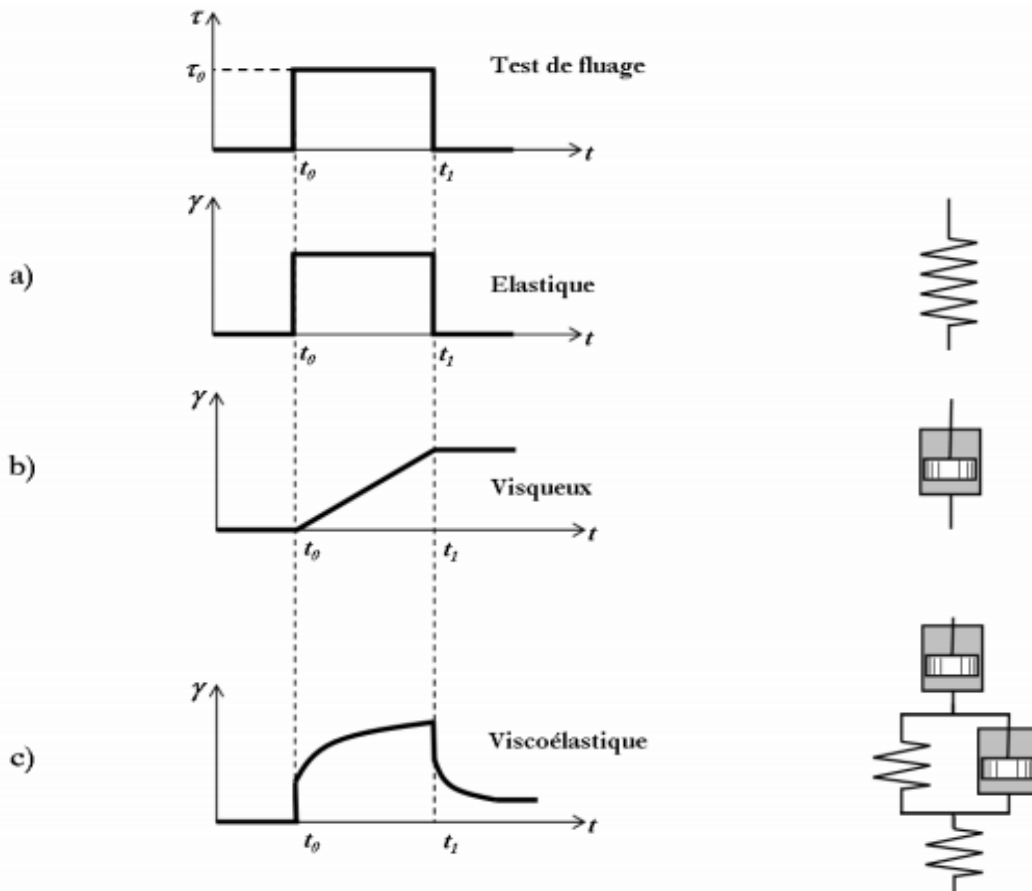 τ
τ₀
Test de fluage
t
t₀
t₁
γ
a)
Elastique
t
t₀
t₁
γ
b)
Visqueux
t
t₀
t₁
γ
c)
Viscoélastique
t
t₀
t₁